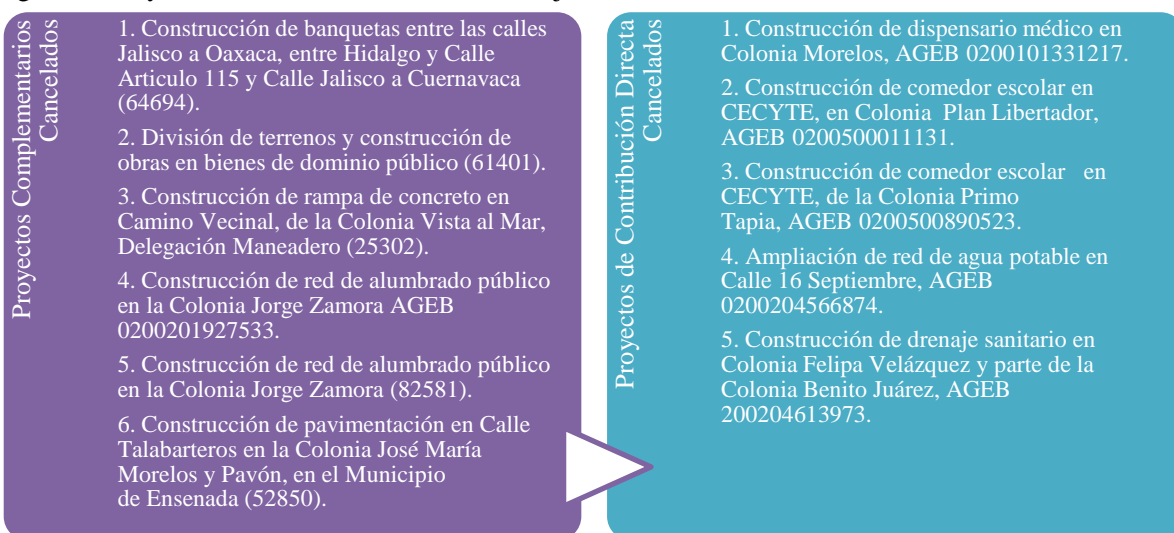 Proyectos Complementarios
Cancelados
1. Construcción de banquetas entre las calles
Jalisco a Oaxaca, entre Hidalgo y Calle
Articulo 115 y Calle Jalisco a Cuernavaca
(64694).
2. División de terrenos y construcción de
obras en bienes de dominio público (61401).
3. Construcción de rampa de concreto en
Camino Vecinal, de la Colonia Vista al Mar,
Delegación Maneadero (25302).
4. Construcción de red de alumbrado público
en la Colonia Jorge Zamora AGEB
0200201927533.
5. Construcción de red de alumbrado público
en la Colonia Jorge Zamora (82581).
6. Construcción de pavimentación en Calle
Talabarteros en la Colonia José María
Morelos y Pavón, en el Municipio
de Ensenada (52850).
Proyectos de Contribución Directa
Cancelados
1. Construcción de dispensario médico en
Colonia Morelos, AGEB 0200101331217.
2. Construcción de comedor escolar en
CECYTE, en Colonia Plan Libertador,
AGEB 0200500011131.
3. Construcción de comedor escolar en
CECYTE, de la Colonia Primo
Tapia, AGEB 0200500890523.
4. Ampliación de red de agua potable en
Calle 16 Septiembre, AGEB
0200204566874.
5. Construcción de drenaje sanitario en
Colonia Felipa Velázquez y parte de la
Colonia Benito Juárez, AGEB
200204613973.